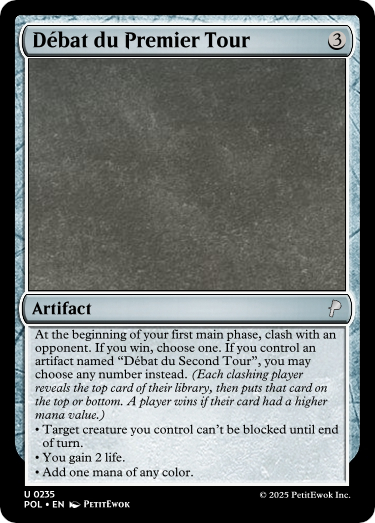 Débat du Premier Tour
3
Artifact
At the beginning of your first main phase, clash with an
opponent. If you win, choose one. If you control an
artifact named “Débat du Second Tour”, you may
choose any number instead. (Each clashing player
reveals the top card of their library, then puts that card on
the top or bottom. A player wins if their card had a higher
mana value.)
• Target creature you control can’t be blocked until end
of turn.
• You gain 2 life.
• Add one mana of any color.
U 0235
POL • EN PetitEwok
© 2025 PetitEwok Inc.